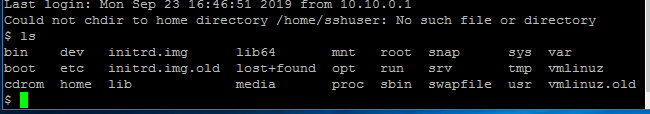 Last login: Mon Sep 23 16:46:51 2019 from 10.10.0.1
Could not chdir to home directory /home/sshuser: No such file or directory
$ ls
bin dev initrd.img lib64 mnt root snap sys var
boot etc initrd.img.old lost+found opt run srv tmp vmlinuz
cdrom home lib media proc sbin swapfile usr vmlinuz.old
$